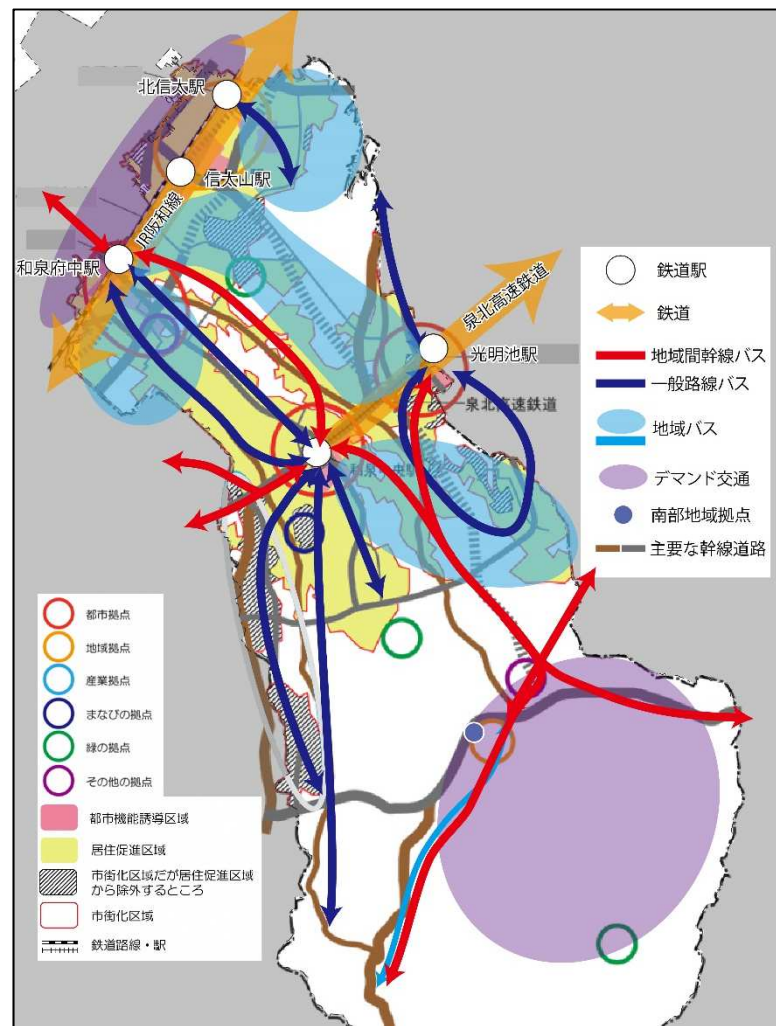 北信太駅
信太山駅
JR阪和線
和泉府中駅
泉北高速鉄道
光明池駅
泉北高速鉄道
和泉中央駅
鉄道駅
鉄道
地域間幹線バス
一般路線バス
地域バス
デマンド交通
南部地域拠点
主要な幹線道路
都市拠点
地域拠点
産業拠点
まなびの拠点
緑の拠点
その他の拠点
都市機能誘導区域
居住促進区域
市街化区域だが居住促進区域
から除外するところ
市街化区域
鉄道路線・駅